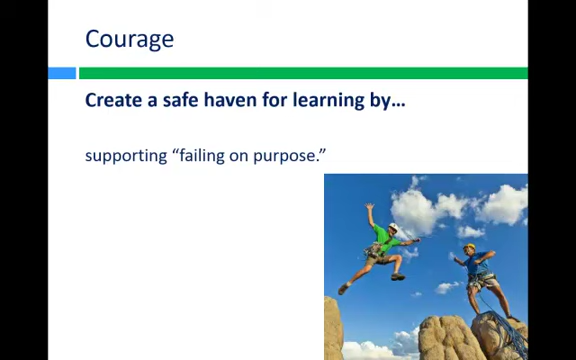 Courage
Create a safe haven for learning by…
supporting “failing on purpose.”